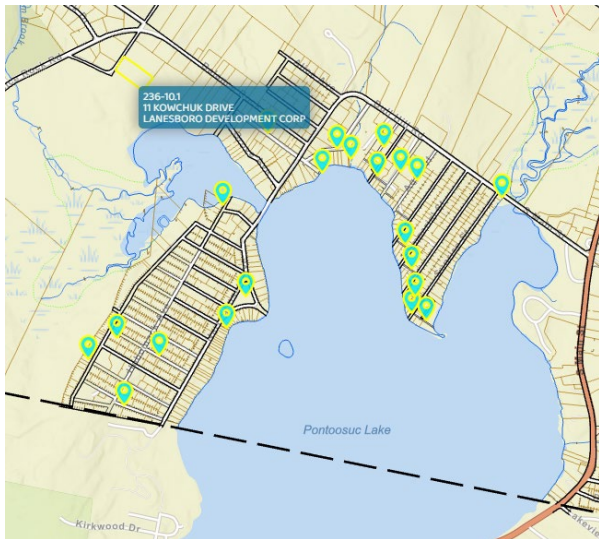 236-10.1
11 KOWCHUK DRIVE
LANESBORO DEVELOPMENT CORP
Pontoosuc Lake
Kirkwood Dr